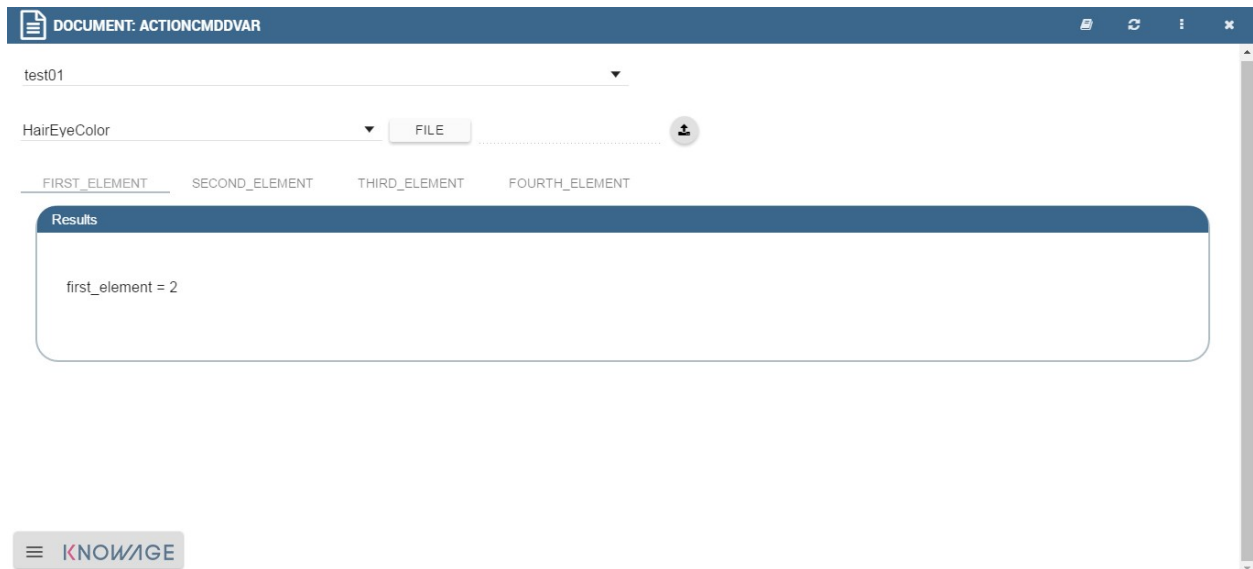 DOCUMENT: ACTIONCMDDVAR
test01
HairEyeColor FILE
FIRST_ELEMENT SECOND_ELEMENT THIRD_ELEMENT FOURTH_ELEMENT
Results
first_element = 2
KNOWAGE